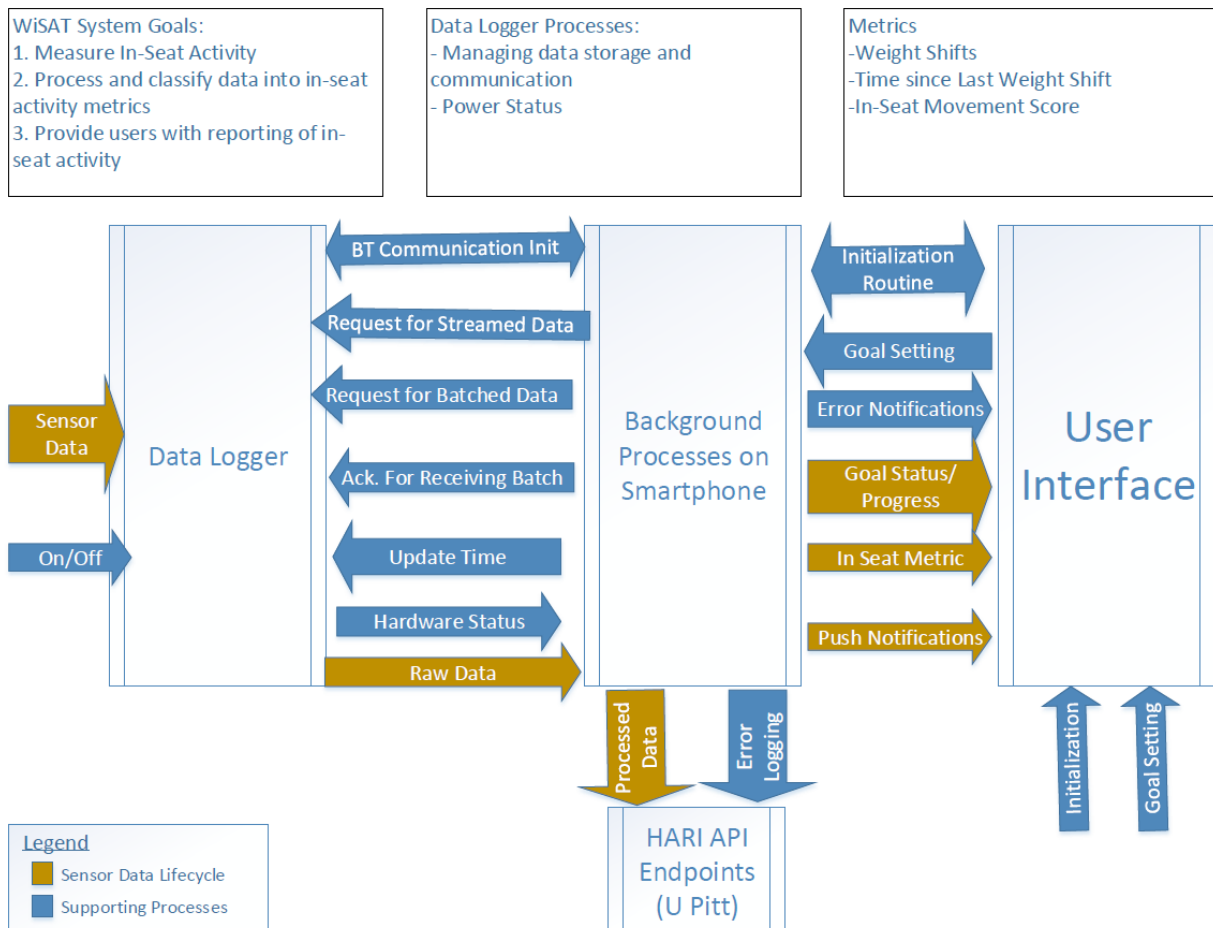 WiSAT System Goals:
1. Measure In-Seat Activity
2. Process and classify data into in-seat
activity metrics
3. Provide users with reporting of in-
seat activity
Data Logger Processes:
- Managing data storage and
communication
- Power Status
Metrics
-Weight Shifts
-Time since Last Weight Shift
-In-Seat Movement Score
BT Communication Init
Request for Streamed Data
Request for Batched Data
Ack. For Receiving Batch
Update Time
Hardware Status
Raw Data
Sensor
Data
On/Off
Data Logger
Background
Processes on
Smartphone
Initialization
Routine
Goal Setting
Error Notifications
Goal Status/
Progress
In Seat Metric
Push Notifications
User
Interface
Processed
Data
Error
Logging
Initialization
Goal Setting
HARI API
Endpoints
(U Pitt)
Legend
Sensor Data Lifecycle
Supporting Processes